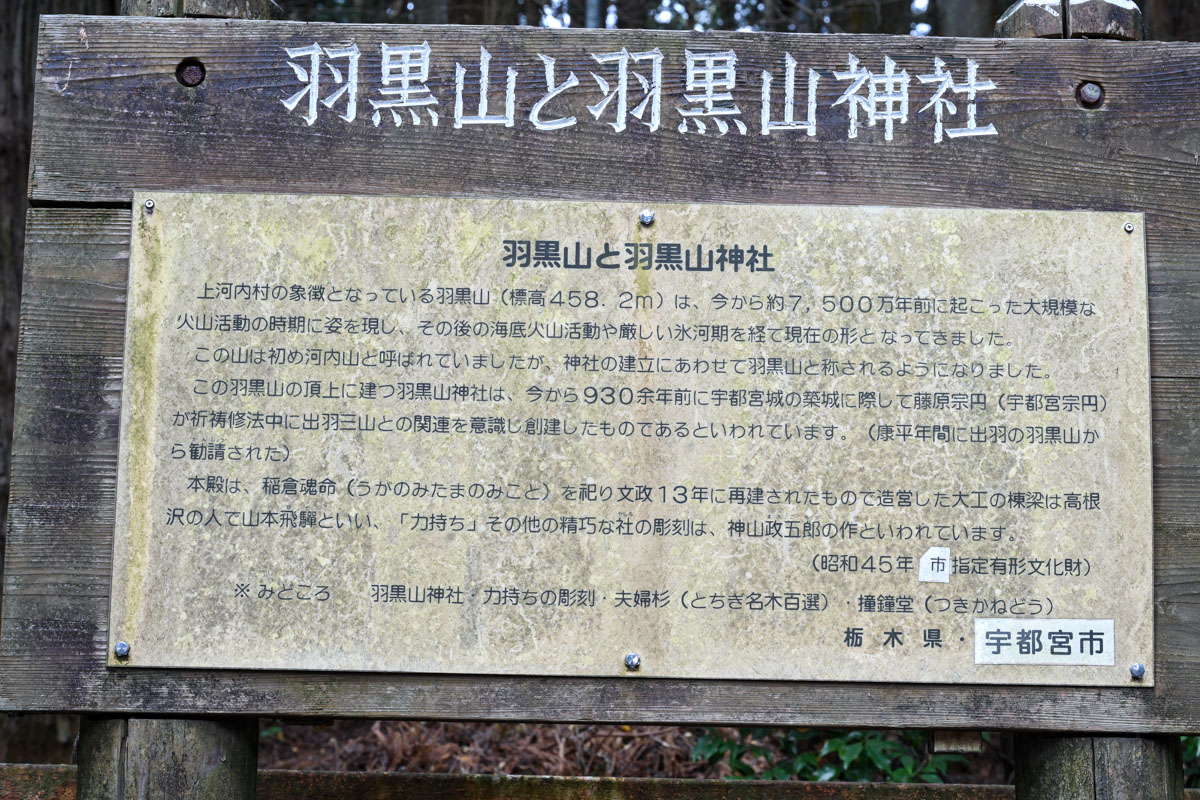 羽黒山と羽黒山神社
羽黒山と羽黒山神社
上河内村の象徴となっている羽黒山（標高458．2m）は、今から約7，500万年前に起こった大規模な
火山活動の時期に姿を現し、その後の海底火山活動や厳しい氷河期を経て現在の形となってきました。
この山は初め河内山と呼ばれていましたが、神社の建立にあわせて羽黒山と称されるようになりました。
この羽黒山の頂上に建つ羽黒山神社は、今から930余年前に宇都宮城の築城に際して藤原宗円（宇都宮宗円）
が祈祷修法中に出羽三山との関連を意識し創建したものであるといわれています。（康平年間に出羽の羽黒山か
ら勧請された）
本殿は、稲倉魂命（うがのみたまのみこと）を祀り文政13年に再建されたもので造営した大工の棟梁は高根
沢の人で山本飛驒といい、「力持ち」その他の精巧な社の彫刻は、神山政五郎の作といわれています。
（昭和45年 市 指定有形文化財）
※ みどころ　羽黒山神社・力持ちの彫刻・夫婦杉（とちぎ名木百選）・撞鐘堂（つきかねどう）
栃木県・宇都宮市